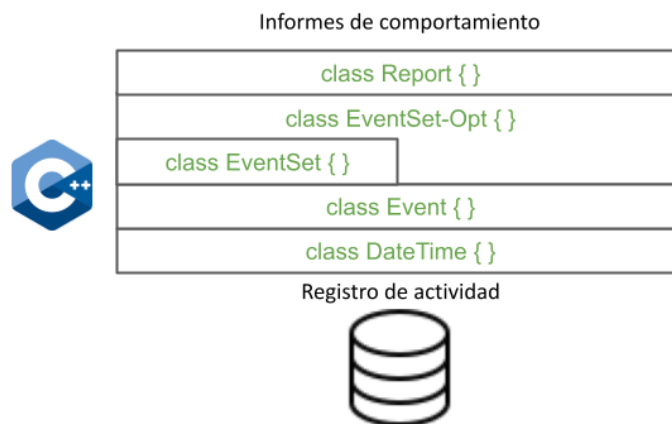 Informes de comportamiento
class Report { }
class EventSet-Opt { }
class EventSet { }
C++
class Event { }
class DateTime { }
Registro de actividad